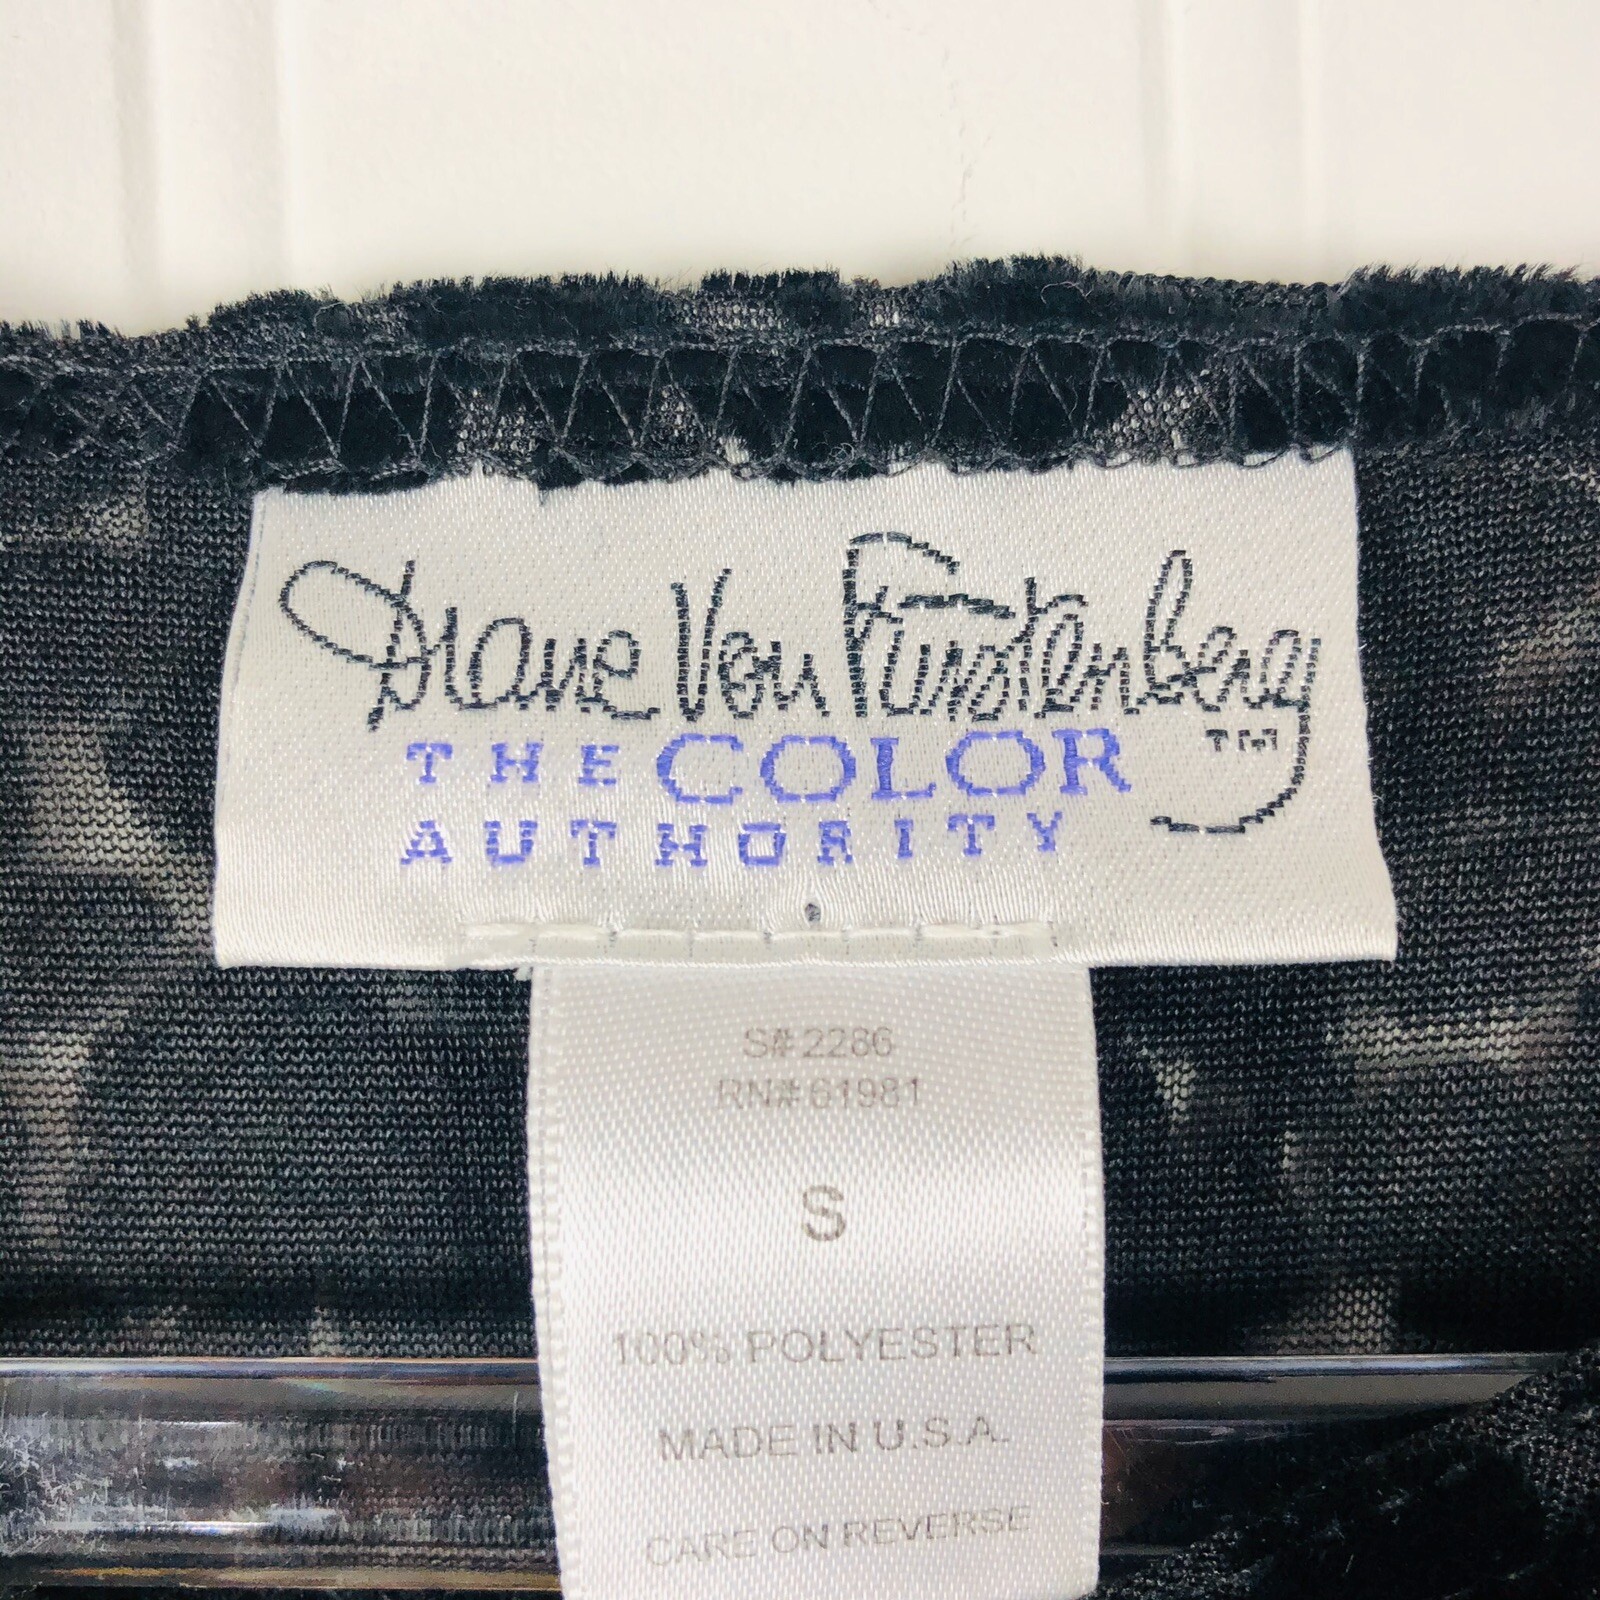 Diane Von Furstenberg
THE COLOR ™
AUTHORITY
S# 2286
RN# 61981
S
100% POLYESTER
MADE IN U.S.A.
CARE ON REVERSE